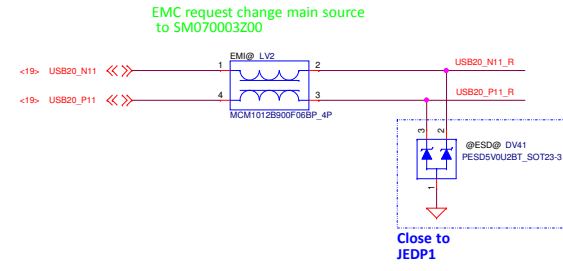 EMC request change main source
to SM070003Z00
EMI@ LV2
<19> USB20_N11
1
2
USB20_N11_R
<19> USB20_P11
4
3
USB20_P11_R
MCM1012B900F06BP_4P
3
2
@ESD@ DV41
PESD5V0U2BT_SOT23-3
1
Close to
JEDP1